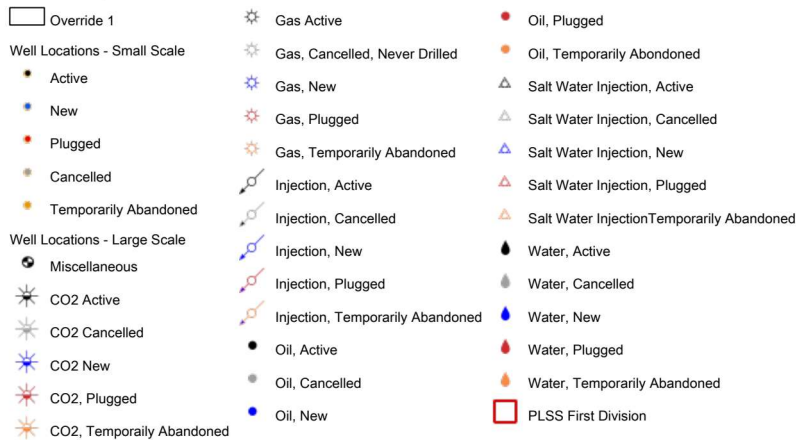 Override 1
Well Locations - Small Scale
Active
New
Plugged
Cancelled
Temporarily Abandoned
Well Locations - Large Scale
Miscellaneous
CO2 Active
CO2 Cancelled
CO2 New
CO2, Plugged
CO2, Temporaily Abandoned
Gas Active
Gas, Cancelled, Never Drilled
Gas, New
Gas, Plugged
Gas, Temporarily Abandoned
Injection, Active
Injection, Cancelled
Injection, New
Injection, Plugged
Injection, Temporarily Abandoned
Oil, Active
Oil, Cancelled
Oil, New
Oil, Plugged
Oil, Temporarily Abondoned
Salt Water Injection, Active
Salt Water Injection, Cancelled
Salt Water Injection, New
Salt Water Injection, Plugged
Salt Water InjectionTemporarily Abandoned
Water, Active
Water, Cancelled
Water, New
Water, Plugged
Water, Temporarily Abandoned
PLSS First Division